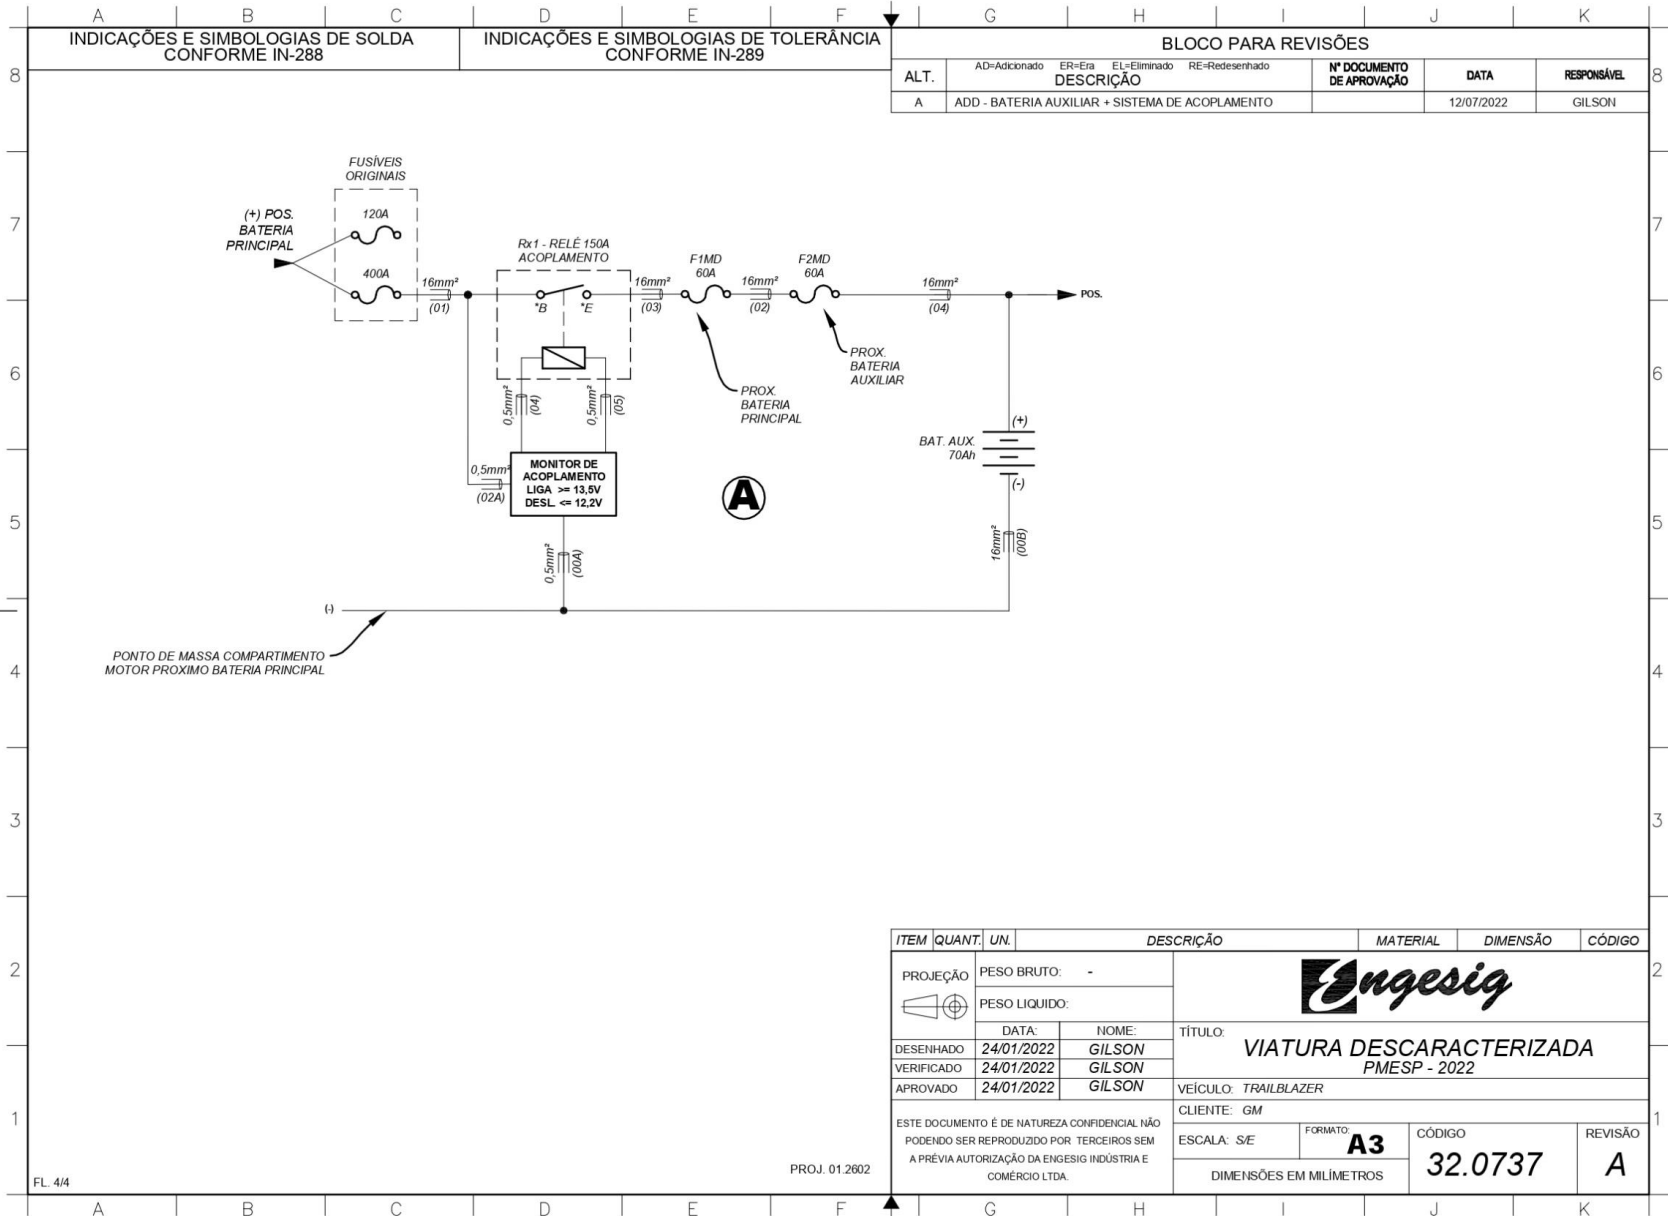 A B C D E F G H I J K
INDICAÇÕES E SIMBOLOGIAS DE SOLDA
CONFORME IN-288
INDICAÇÕES E SIMBOLOGIAS DE TOLERÂNCIA
CONFORME IN-289
BLOCO PARA REVISÕES
ALT.
AD=Adicionado ER=Era EL=Eliminado RE=Redesenhado
DESCRIÇÃO
N° DOCUMENTO
DE APROVAÇÃO
DATA
RESPONSÁVEL
A ADD - BATERIA AUXILIAR + SISTEMA DE ACOPLAMENTO 12/07/2022 GILSON
8 8
7 7
6 6
5 5
4 4
3 3
2 2
1 1
FUSÍVEIS
ORIGINAIS
120A
400A
(+) POS.
BATERIA
PRINCIPAL
16mm²
(01)
Rx1 - RELÉ 150A
ACOPLAMENTO
*B *E
16mm²
(03)
F1MD
60A
16mm²
(02)
F2MD
60A
16mm²
(04)
POS.
PROX.
BATERIA
AUXILIAR
PROX.
BATERIA
PRINCIPAL
0,5mm²
(04)
0,5mm²
(05)
0,5mm²
(02A)
MONITOR DE
ACOPLAMENTO
LIGA >= 13,5V
DESL. <= 12,2V
A
BAT. AUX.
70Ah
(+)
(-)
16mm²
(00B)
0,5mm²
(00A)
(-)
PONTO DE MASSA COMPARTIMENTO
MOTOR PROXIMO BATERIA PRINCIPAL
ITEM QUANT. UN. DESCRIÇÃO MATERIAL DIMENSÃO CÓDIGO
PROJEÇÃO
PESO BRUTO: -
PESO LIQUIDO:
Engesig
DATA: NOME:
DESENHADO 24/01/2022 GILSON
VERIFICADO 24/01/2022 GILSON
APROVADO 24/01/2022 GILSON
TÍTULO:
VIATURA DESCARACTERIZADA
PMESP - 2022
VEÍCULO: TRAILBLAZER
CLIENTE: GM
ESTE DOCUMENTO É DE NATUREZA CONFIDENCIAL NÃO
PODENDO SER REPRODUZIDO POR TERCEIROS SEM
A PRÉVIA AUTORIZAÇÃO DA ENGESIG INDÚSTRIA E
COMÉRCIO LTDA.
ESCALA: S/E
FORMATO:
A3
DIMENSÕES EM MILÍMETROS
CÓDIGO
32.0737
REVISÃO
A
FL. 4/4
PROJ. 01.2602
A B C D E F G H I J K